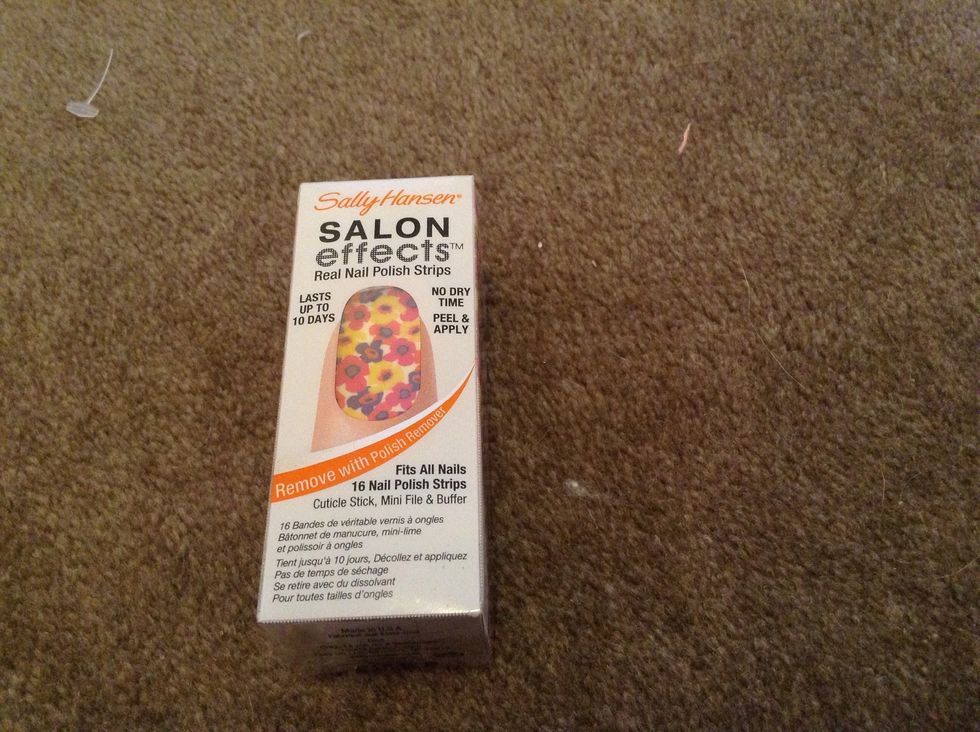 Sally Hansen®
SALON
effects™
Real Nail Polish Strips
LASTS
UP TO
10 DAYS
NO DRY
TIME
PEEL &
APPLY
Remove with Polish Remover
Fits All Nails
16 Nail Polish Strips
Cuticle Stick, Mini File & Buffer
16 Bandes de véritable vernis à ongles
Bâtonnet de manucure, mini-lime
et polissoir à ongles
Tient jusqu'à 10 jours, Décollez et appliquez
Pas de temps de séchage
Se retire avec du dissolvant
Pour toutes tailles d'ongles
Made in U.S.A.